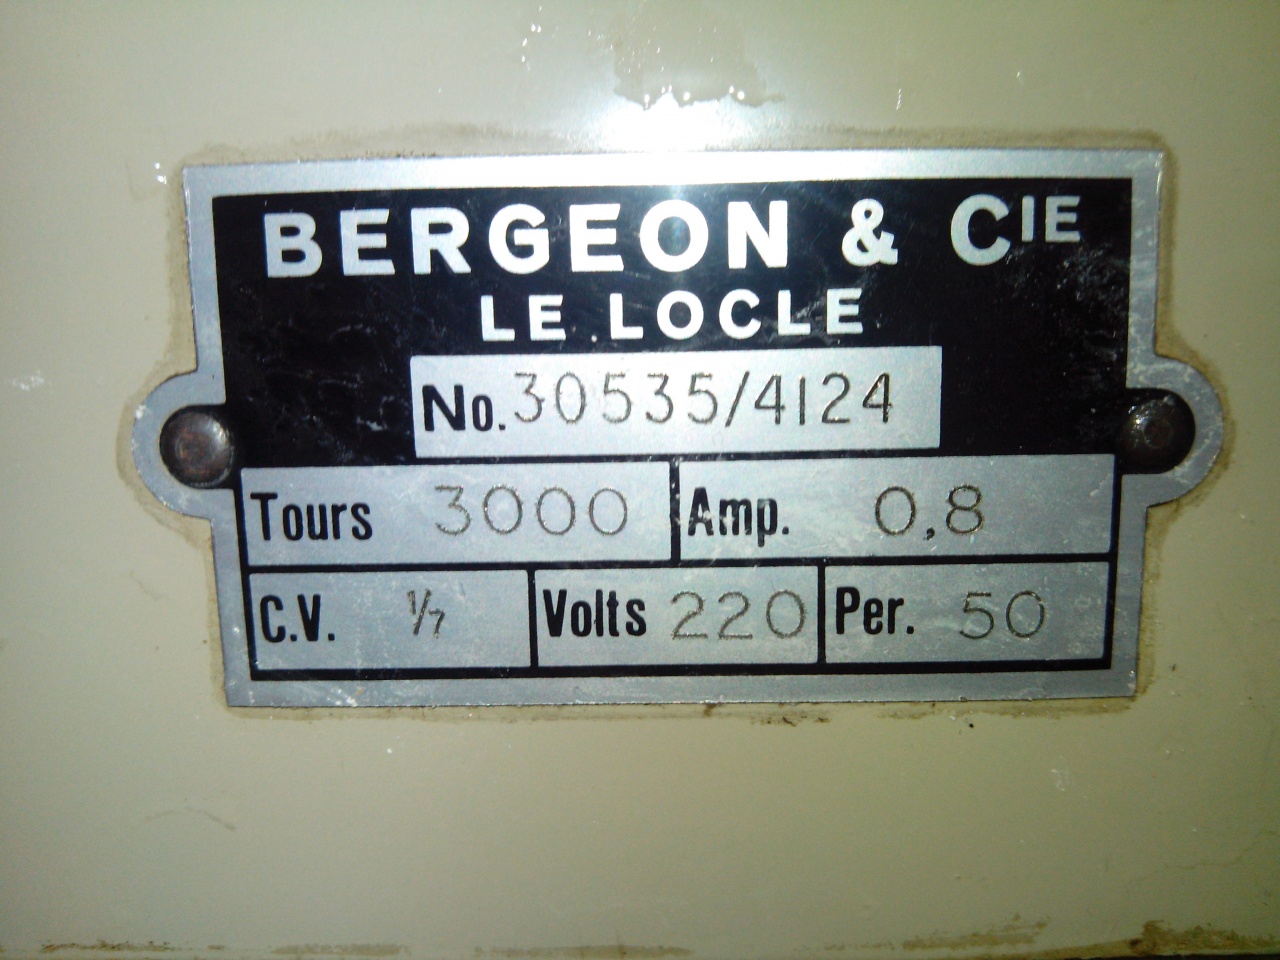 BERGEON & CIE
LE LOCLE
No. 30535/4124
Tours 3000 Amp. 0,8
C.V. 1/7 Volts 220 Per. 50